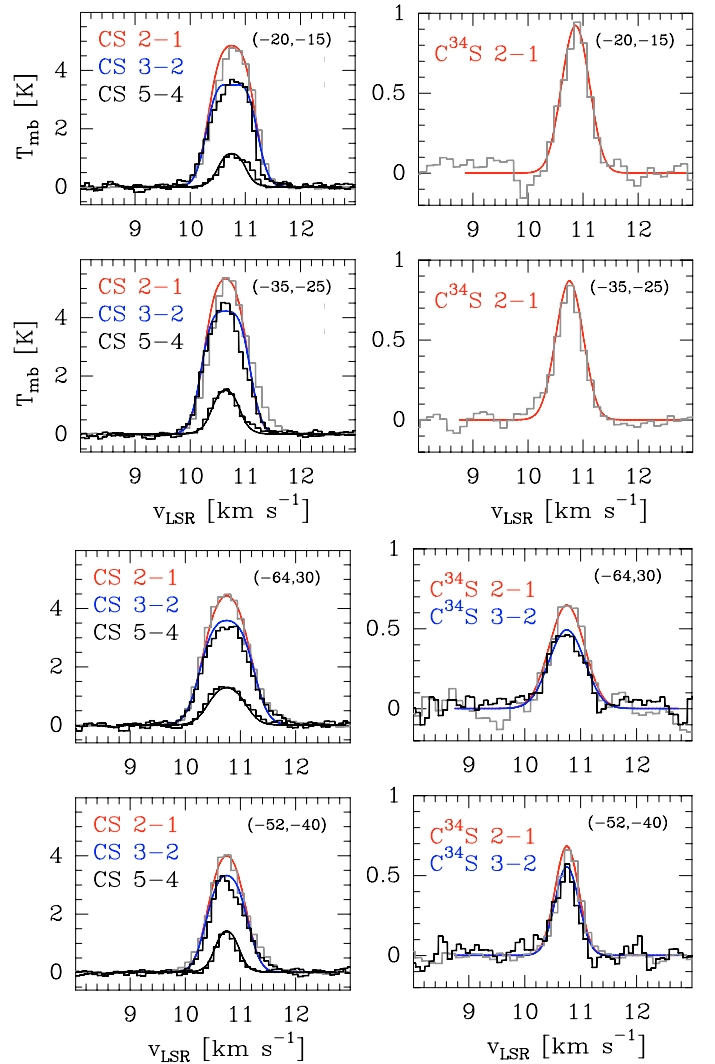 CS 2−1
CS 3−2
CS 5−4
(−20,−15)
T_mb [K]
4
2
0
9 10 11 12
C³⁴S 2−1
(−20,−15)
1
0.5
0
9 10 11 12
CS 2−1
CS 3−2
CS 5−4
(−35,−25)
T_mb [K]
4
2
0
9 10 11 12
v_LSR [km s⁻¹]
C³⁴S 2−1
(−35,−25)
1
0.5
0
9 10 11 12
v_LSR [km s⁻¹]
CS 2−1
CS 3−2
CS 5−4
(−64,30)
4
2
0
9 10 11 12
C³⁴S 2−1
C³⁴S 3−2
(−64,30)
1
0.5
0
9 10 11 12
CS 2−1
CS 3−2
CS 5−4
(−52,−40)
4
2
0
9 10 11 12
v_LSR [km s⁻¹]
C³⁴S 2−1
C³⁴S 3−2
(−52,−40)
1
0.5
0
9 10 11 12
v_LSR [km s⁻¹]